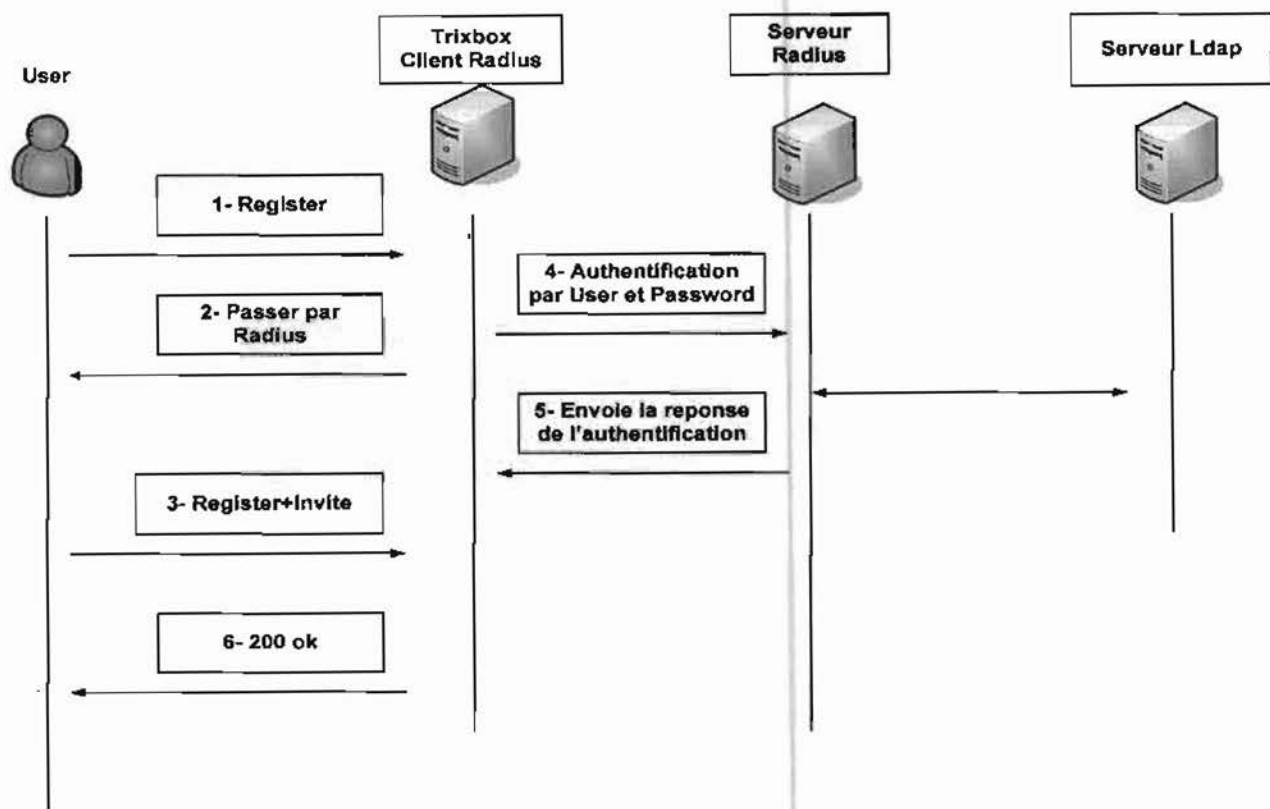 User
Trixbox
Client Radius
Serveur
Radius
Serveur Ldap
1- Register
4- Authentification
par User et Password
2- Passer par
Radius
5- Envoie la reponse
de l'authentification
3- Register+Invite
6- 200 ok